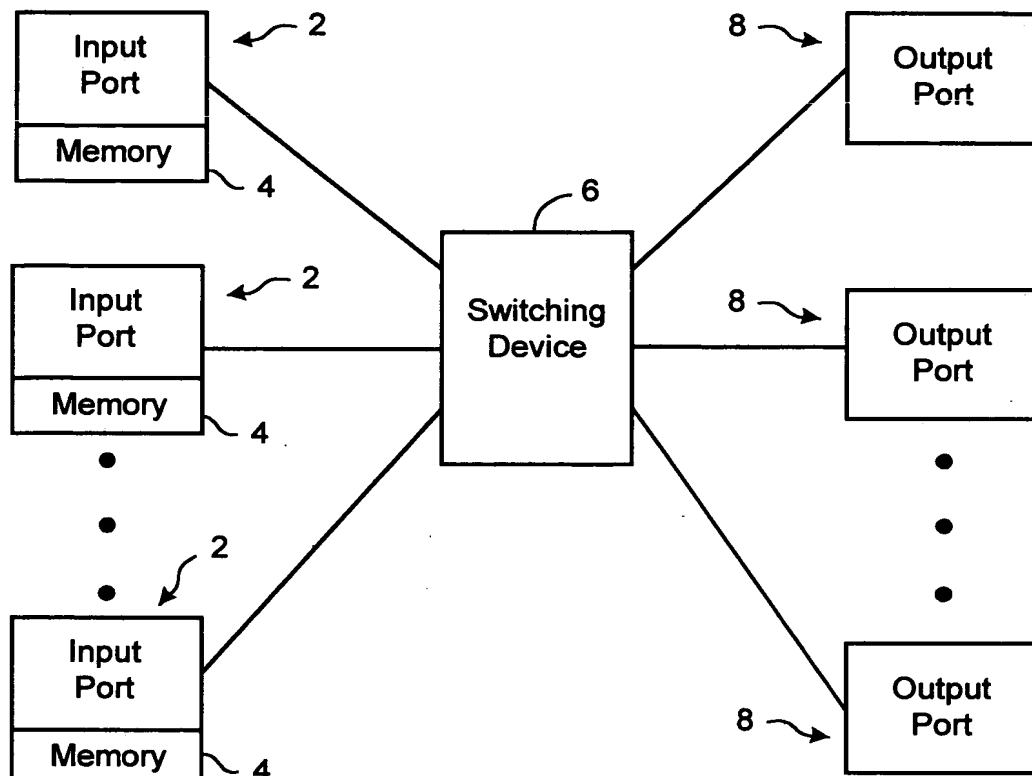 Input
Port
Memory
2
4
Input
Port
Memory
2
4
Input
Port
Memory
2
4
6
Switching
Device
8
Output
Port
8
Output
Port
8
Output
Port